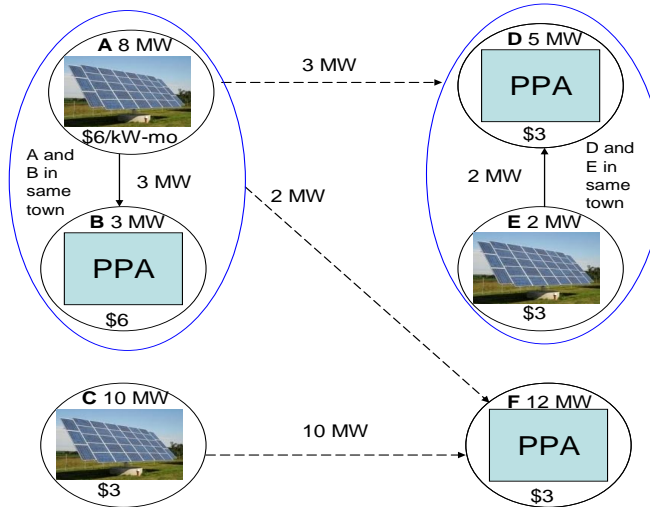 A 8 MW
$6/kW-mo
A and
B in
same
town
3 MW
B 3 MW
PPA
$6
3 MW
2 MW
D 5 MW
PPA
$3
D and
E in
same
town
2 MW
E 2 MW
$3
C 10 MW
$3
10 MW
F 12 MW
PPA
$3